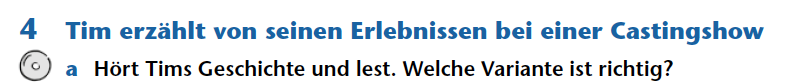 4 Tim erzählt von seinen Erlebnissen bei einer Castingshow
a Hört Tims Geschichte und lest. Welche Variante ist richtig?